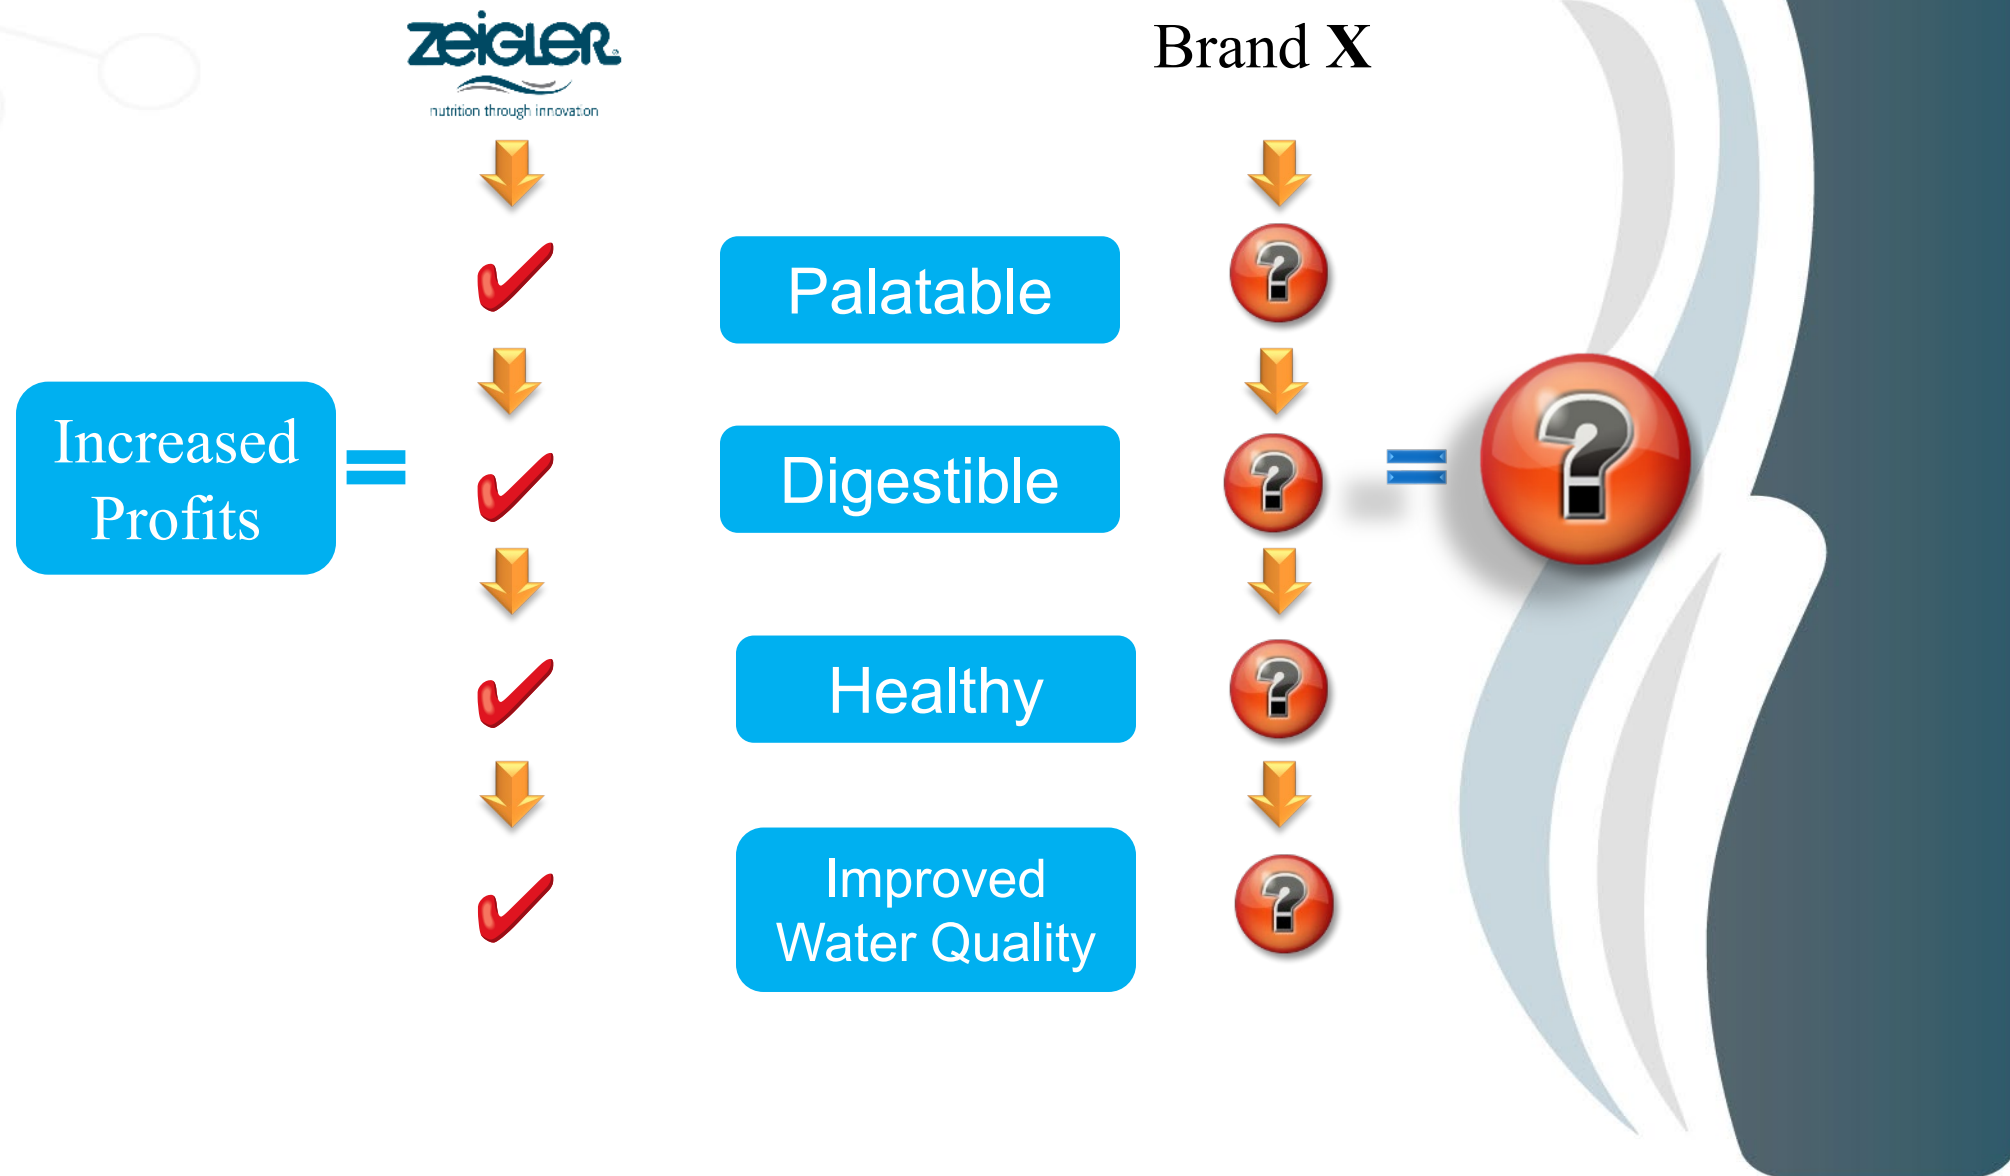 zeigler
nutrition through innovation
Brand X
Palatable
Increased
Profits
=
Digestible
=
Healthy
Improved
Water Quality